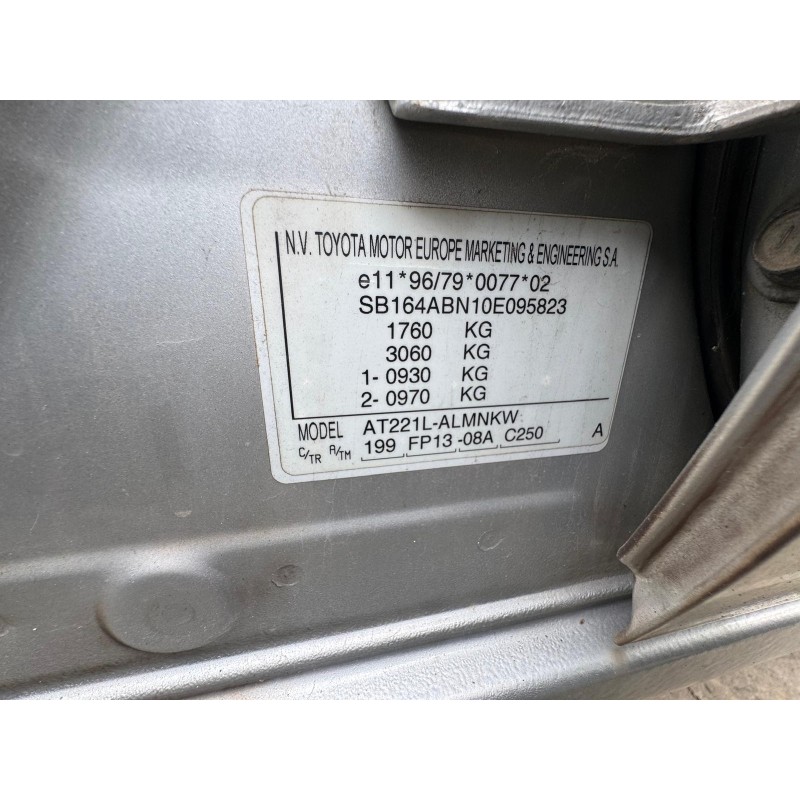 N.V. TOYOTA MOTOR EUROPE MARKETING & ENGINEERING S.A.
e11*96/79*0077*02
SB164ABN10E095823
1760 KG
3060 KG
1- 0930 KG
2- 0970 KG
MODEL AT221L-ALMNKW
C/TR A/TM 199 FP13 -08A C250 A